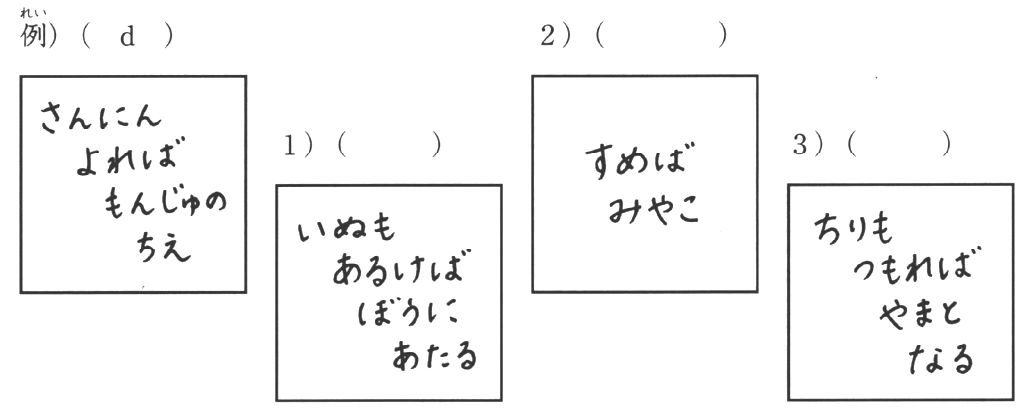 例（れい）） （ d ）
さんにん
よれば
もんじゅの
ちえ
1） （ ）
いぬも
あるけば
ぼうに
あたる
2） （ ）
すめば
みやこ
3） （ ）
ちりも
つもれば
やまと
なる